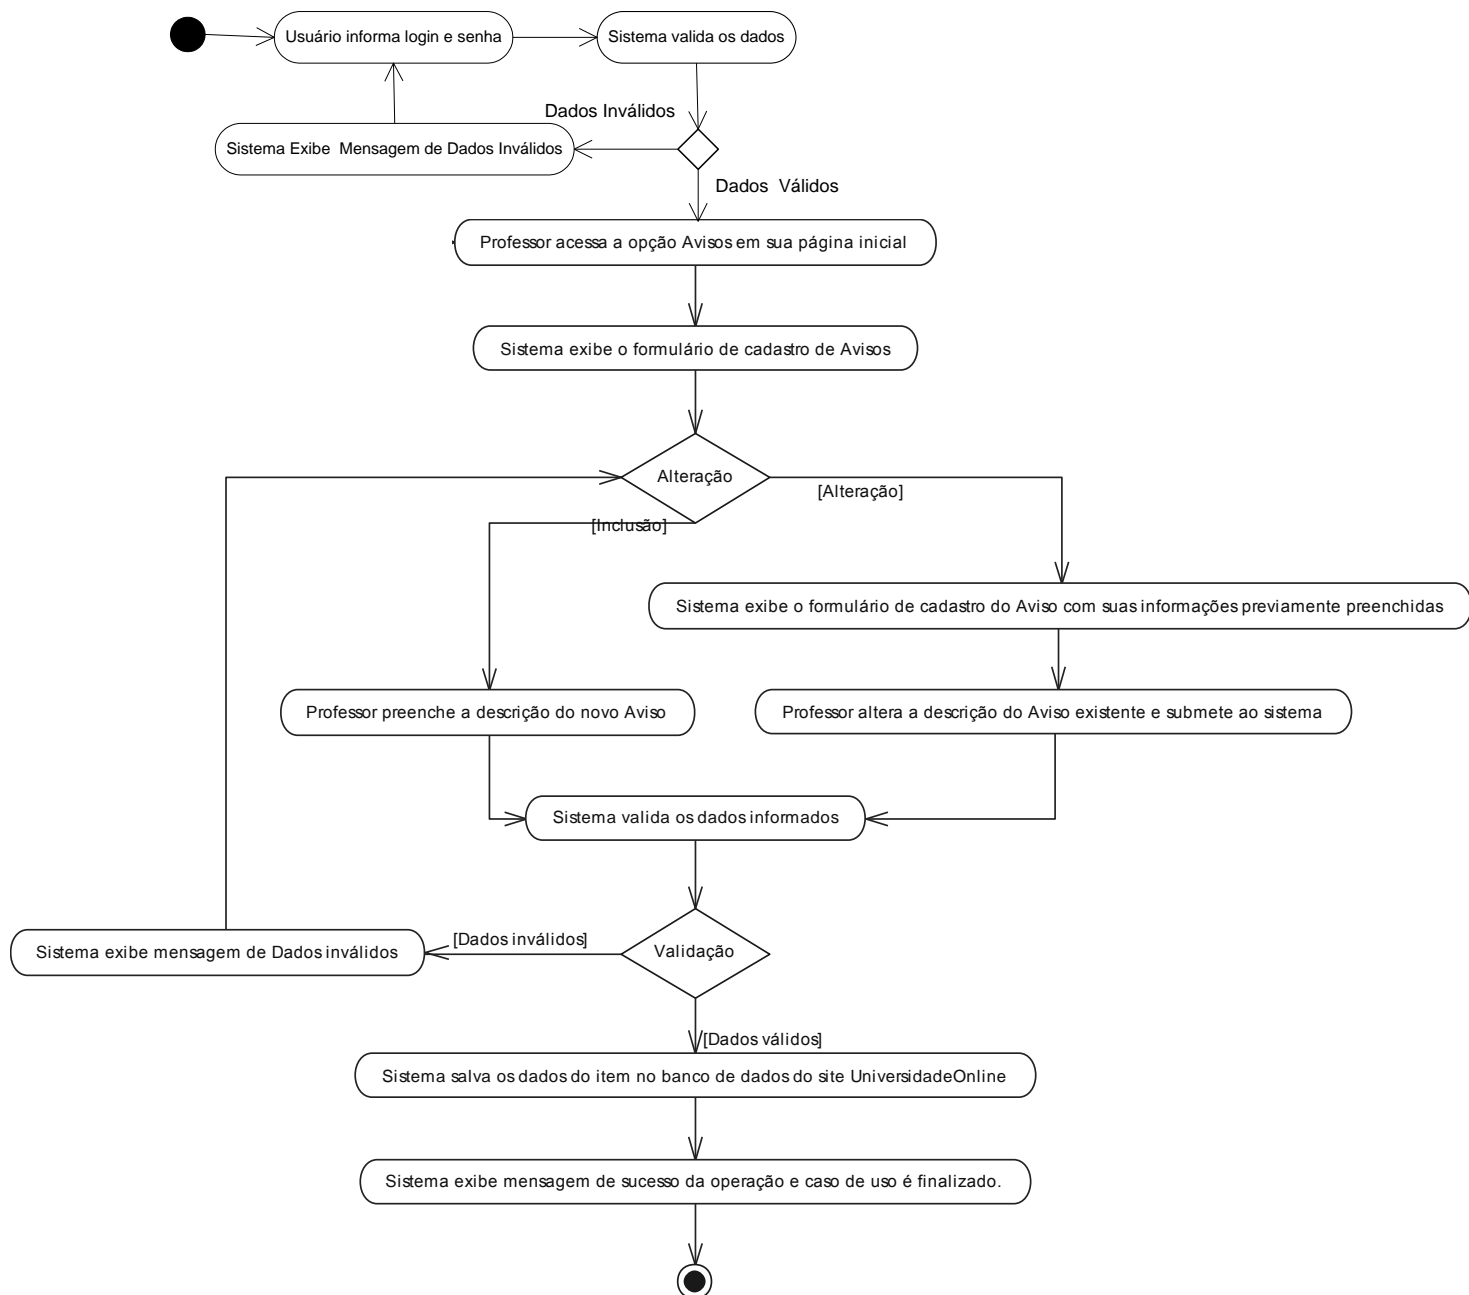 Usuário informa login e senha
Sistema valida os dados
Dados Inválidos
Sistema Exibe  Mensagem de Dados Inválidos
Dados  Válidos
Professor acessa a opção Avisos em sua página inicial
Sistema exibe o formulário de cadastro de Avisos
Alteração
[Alteração]
[Inclusão]
Sistema exibe o formulário de cadastro do Aviso com suas informações previamente preenchidas
Professor preenche a descrição do novo Aviso
Professor altera a descrição do Aviso existente e submete ao sistema
Sistema valida os dados informados
[Dados inválidos]
Sistema exibe mensagem de Dados inválidos
Validação
[Dados válidos]
Sistema salva os dados do item no banco de dados do site UniversidadeOnline
Sistema exibe mensagem de sucesso da operação e caso de uso é finalizado.